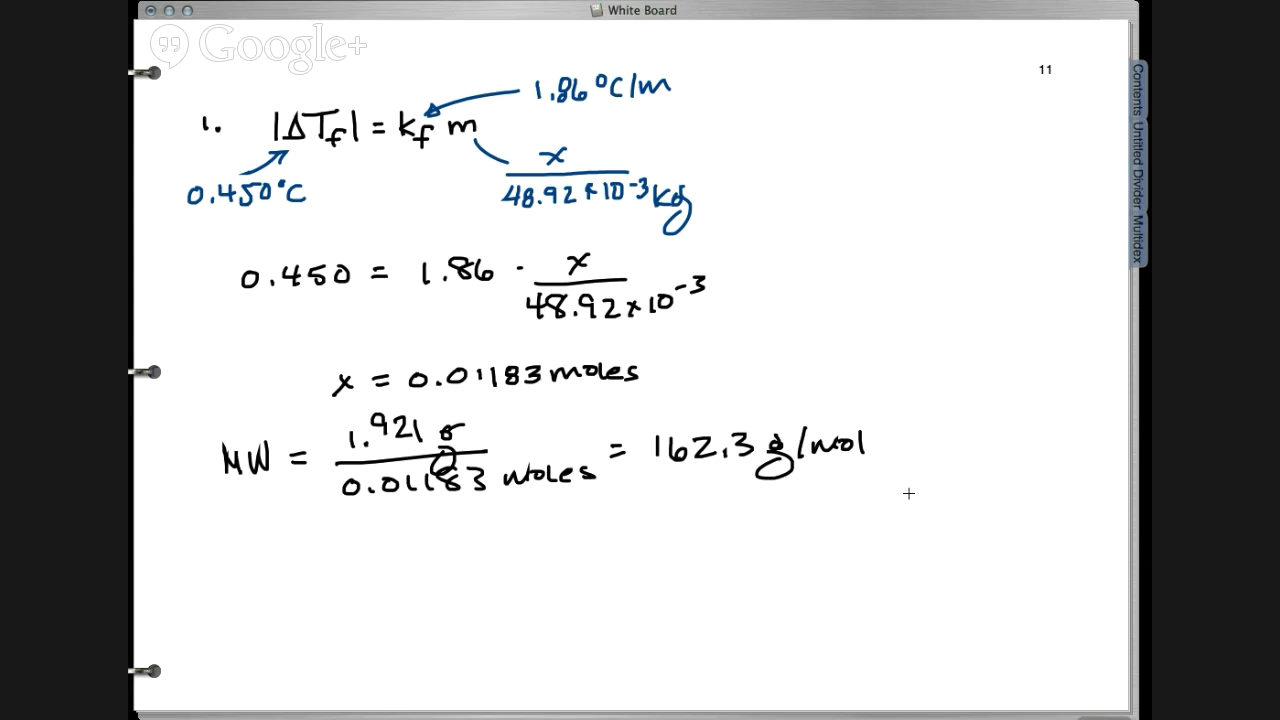 White Board
Google+
11
Contents Untitled Divider Multidex
1.86 °C/m
1. |ΔTf| = kf m
0.450°C
x / 48.92 × 10⁻³ kg
0.450 = 1.86 · x / 48.92 × 10⁻³
x = 0.01183 moles
MW = 1.921 g / 0.01183 moles = 162.3 g/mol